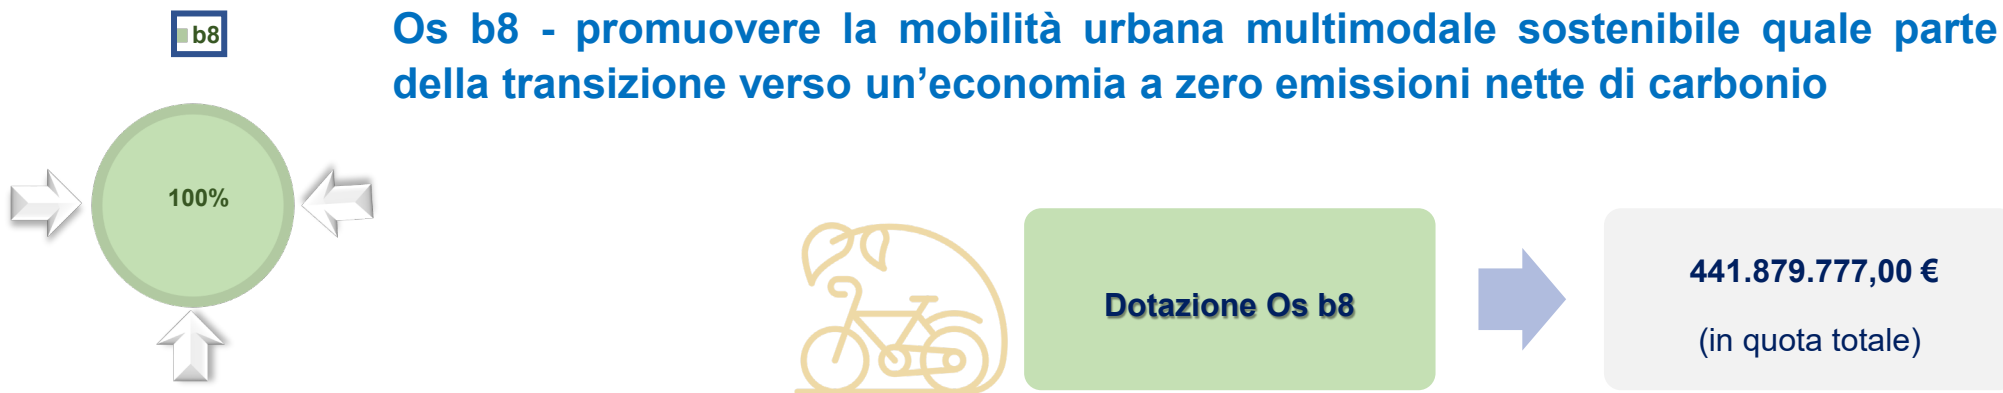 b8
Os b8 - promuovere la mobilità urbana multimodale sostenibile quale parte
della transizione verso un’economia a zero emissioni nette di carbonio
100%
Dotazione Os b8
441.879.777,00 €
(in quota totale)